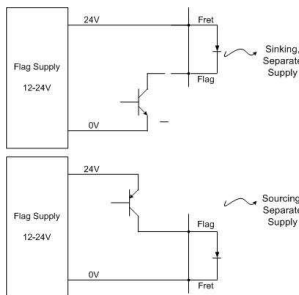 24V
Fret
Flag Supply
12-24V
Flag
0V
Sinking,
Separate
Supply
24V
Flag Supply
12-24V
Flag
0V
Fret
Sourcing
Separate
Supply